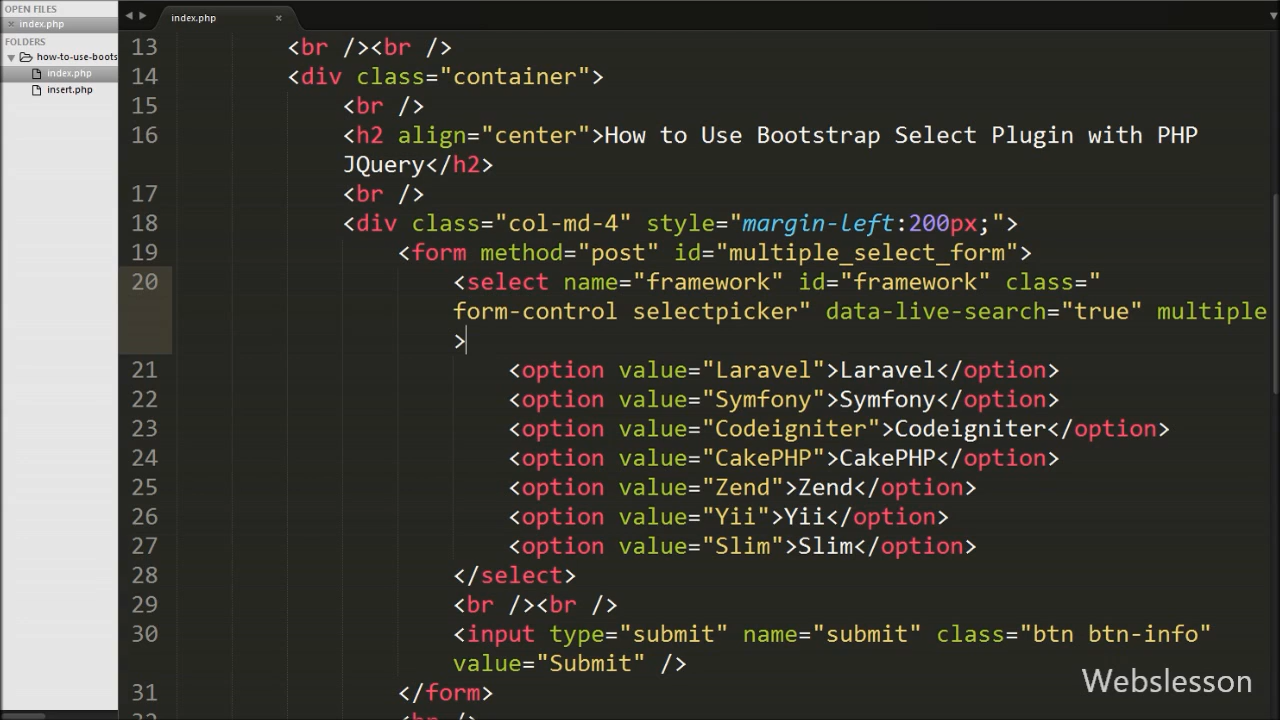 OPEN FILES
× index.php
FOLDERS
how-to-use-boots
index.php
insert.php
index.php ×
13 <br /><br />
14 <div class="container">
15 <br />
16 <h2 align="center">How to Use Bootstrap Select Plugin with PHP
JQuery</h2>
17 <br />
18 <div class="col-md-4" style="margin-left:200px;">
19 <form method="post" id="multiple_select_form">
20 <select name="framework" id="framework" class="
form-control selectpicker" data-live-search="true" multiple
>
21 <option value="Laravel">Laravel</option>
22 <option value="Symfony">Symfony</option>
23 <option value="Codeigniter">Codeigniter</option>
24 <option value="CakePHP">CakePHP</option>
25 <option value="Zend">Zend</option>
26 <option value="Yii">Yii</option>
27 <option value="Slim">Slim</option>
28 </select>
29 <br /><br />
30 <input type="submit" name="submit" class="btn btn-info"
value="Submit" />
31 </form>
32 <br />
Webslesson